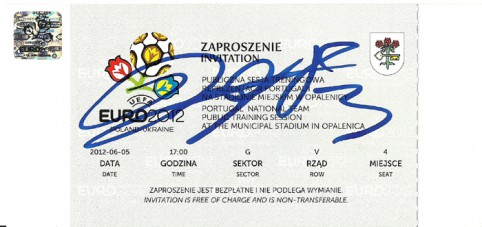 ZAPROSZENIE
INVITATION
PUBLICZNA SESJA TRENINGOWA
REPREZENTACJI PORTUGALII
NA STADIONIE MIEJSKIM W OPALENICY
PORTUGAL NATIONAL TEAM
PUBLIC TRAINING SESSION
AT THE MUNICIPAL STADIUM IN OPALENICA
UEFA
EURO2012
POLAND-UKRAINE
2012-06-05 17:00 G V 4
DATA GODZINA SEKTOR RZĄD MIEJSCE
DATE TIME SEKTOR ROW SEAT
ZAPROSZENIE JEST BEZPŁATNE I NIE PODLEGA WYMIANIE.
INVITATION IS FREE OF CHARGE AND IS NON-TRANSFERABLE.